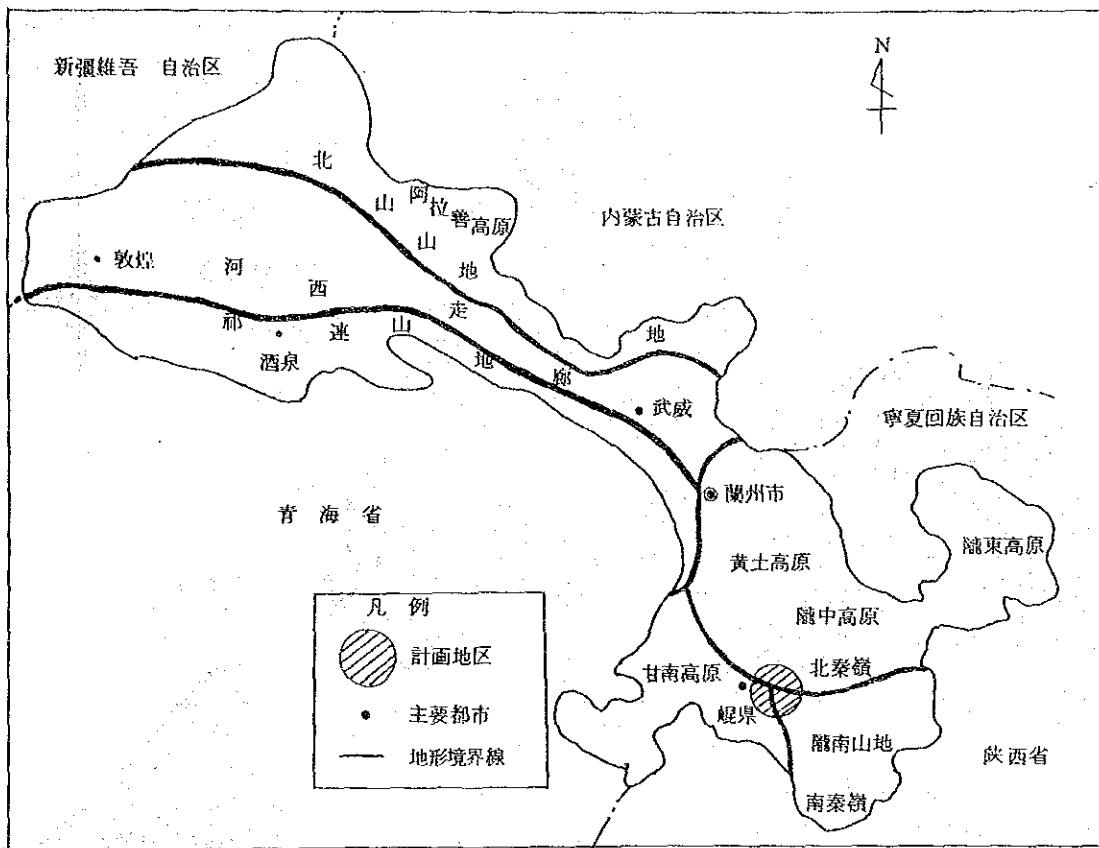 N
新彊維吾 自治区
北山山地
阿拉善高原
内蒙古自治区
敦煌
河西走廊地
祁連山地
酒泉
武威
寧夏回族自治区
蘭州市
青海省
黄土高原
隴東高原
隴中高原
凡例
計画地区
甘南高原
北秦嶺
主要都市
県
地形境界線
隴南山地
陝西省
南秦嶺